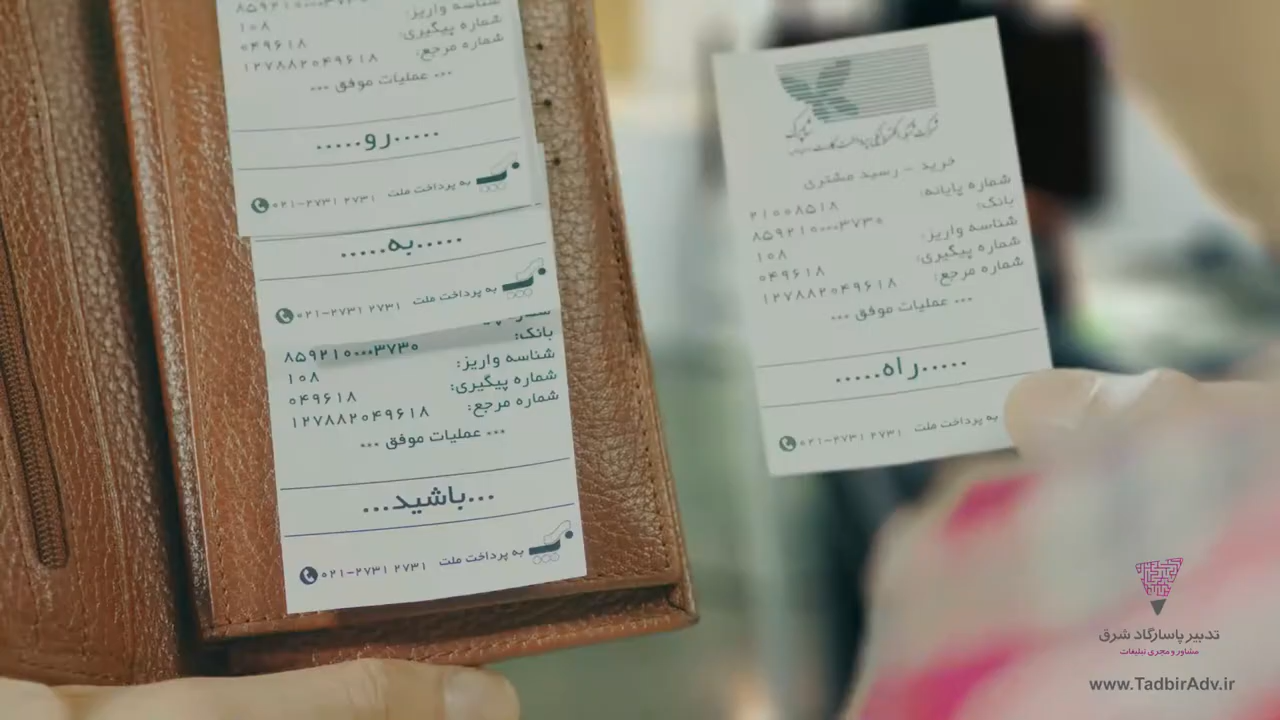 ۸۵۹۲۱۰۰۰۰۳۷۳۰
شناسه واریز:
۱۰۸
شماره پیگیری:
۰۴۹۶۱۸
شماره مرجع:
۱۲۷۸۸۲۰۴۹۶۱۸
*** عملیات موفق ***
.....رو.....
به پرداخت ملت ۰۲۱-۲۷۳۱ ۲۷۳۱
.....به.....
به پرداخت ملت ۰۲۱-۲۷۳۱ ۲۷۳۱
بانک:
۸۵۹۲۱۰۰۰۰۳۷۳۰
شناسه واریز:
۱۰۸
شماره پیگیری:
۰۴۹۶۱۸
شماره مرجع:
۱۲۷۸۸۲۰۴۹۶۱۸
*** عملیات موفق ***
...باشید...
به پرداخت ملت ۰۲۱-۲۷۳۱ ۲۷۳۱
شاپرک
خرید - رسید مشتری
شماره پایانه:
۲۱۰۰۸۵۱۸
بانک:
۸۵۹۲۱۰۰۰۰۳۷۳۰
شناسه واریز:
۱۰۸
شماره پیگیری:
۰۴۹۶۱۸
شماره مرجع:
۱۲۷۸۸۲۰۴۹۶۱۸
*** عملیات موفق ***
.....راه.....
به پرداخت ملت ۰۲۱-۲۷۳۱ ۲۷۳۱
تدبیر پاسارگاد شرق
مشاور و مجری تبلیغات
www.TadbirAdv.ir